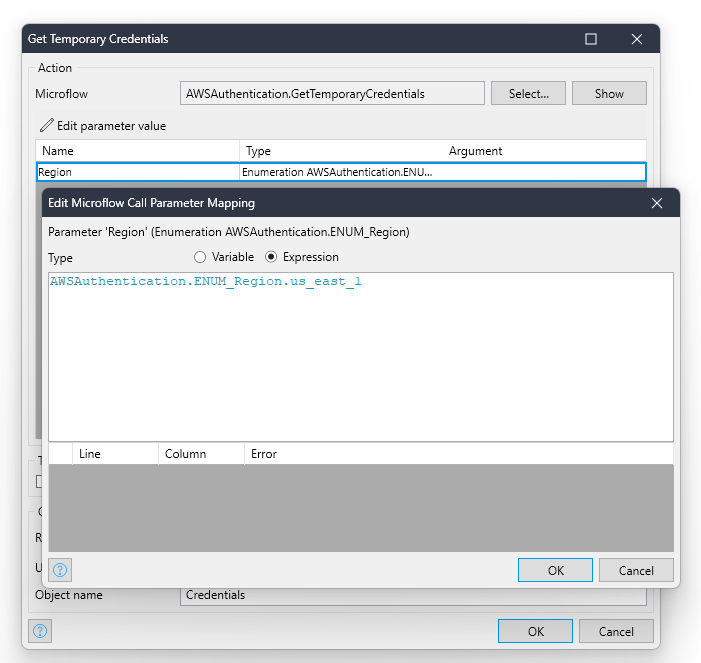 Get Temporary Credentials
Action
Microflow AWSAuthentication.GetTemporaryCredentials Select... Show
Edit parameter value
Name Type Argument
Region Enumeration AWSAuthentication.ENU...
Edit Microflow Call Parameter Mapping
Parameter 'Region' (Enumeration AWSAuthentication.ENUM_Region)
Type Variable Expression
AWSAuthentication.ENUM_Region.us_east_1
Line Column Error
OK Cancel
Object name Credentials
OK Cancel